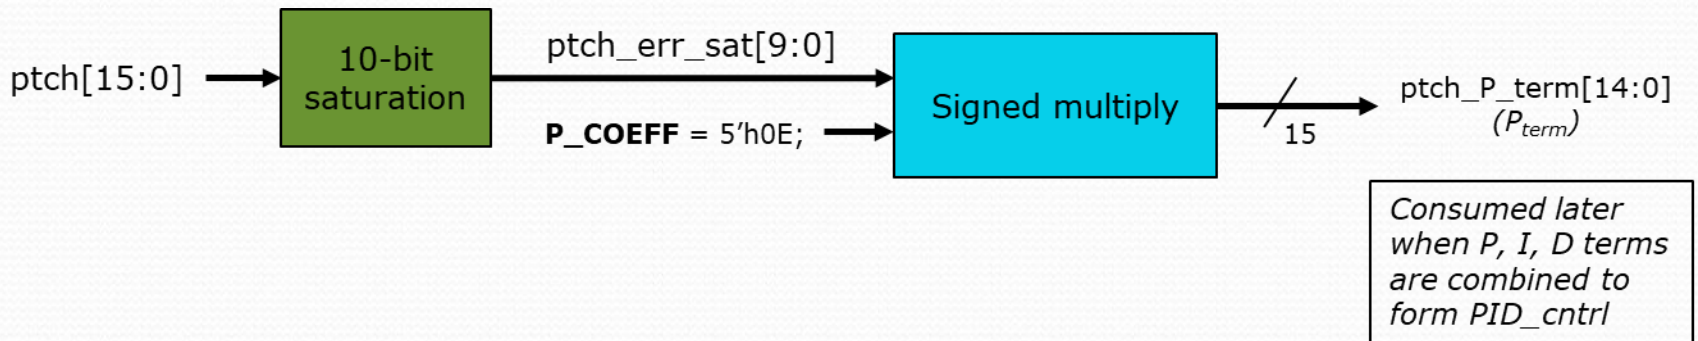 ptch[15:0]
10-bit
saturation
ptch_err_sat[9:0]
P_COEFF = 5'h0E;
Signed multiply
15
ptch_P_term[14:0]
(Pterm)
Consumed later
when P, I, D terms
are combined to
form PID_cntrl